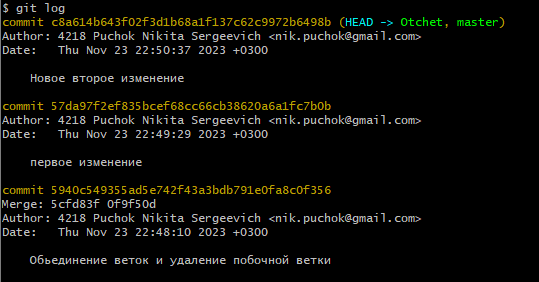 $ git log
commit c8a614b643f02f3d1b68a1f137c62c9972b6498b (HEAD -> Otchet, master)
Author: 4218 Puchok Nikita Sergeevich <nik.puchok@gmail.com>
Date:   Thu Nov 23 22:50:37 2023 +0300
Новое второе изменение
commit 57da97f2ef835bcef68cc66cb38620a6a1fc7b0b
Author: 4218 Puchok Nikita Sergeevich <nik.puchok@gmail.com>
Date:   Thu Nov 23 22:49:29 2023 +0300
первое изменение
commit 5940c549355ad5e742f43a3bdb791e0fa8c0f356
Merge: 5cfd83f 0f9f50d
Author: 4218 Puchok Nikita Sergeevich <nik.puchok@gmail.com>
Date:   Thu Nov 23 22:48:10 2023 +0300
Обьединение веток и удаление побочной ветки